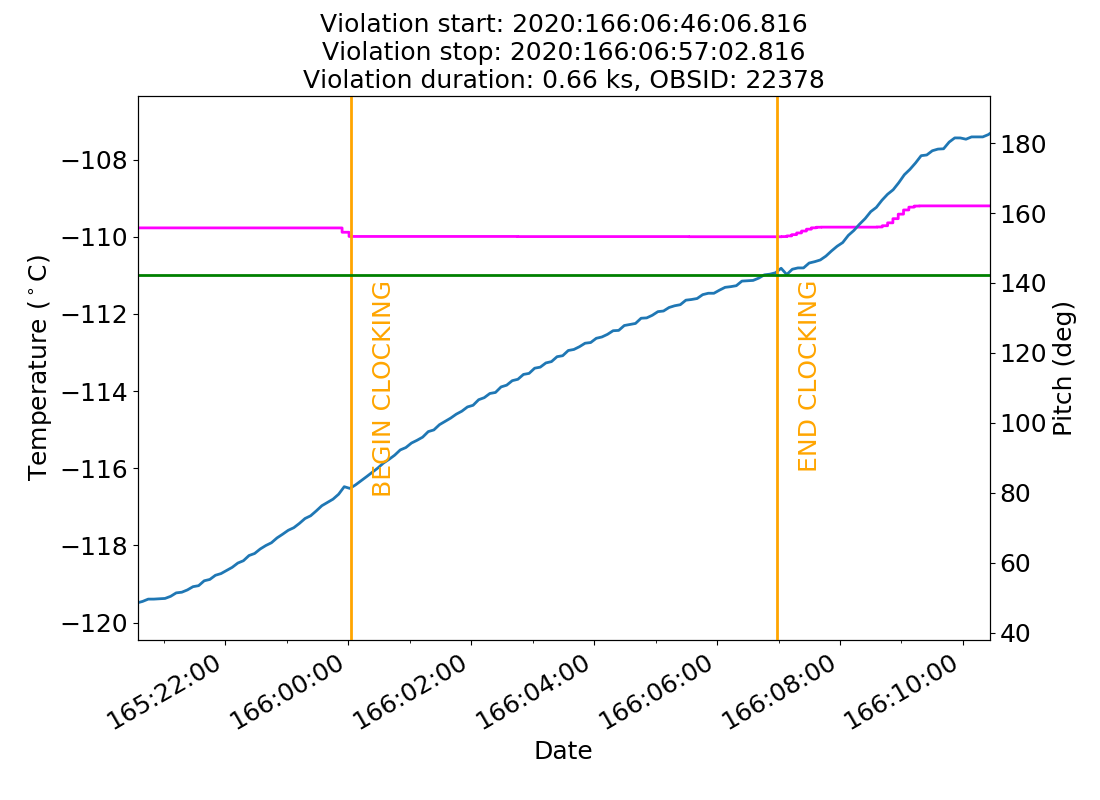 Violation start: 2020:166:06:46:06.816
Violation stop: 2020:166:06:57:02.816
Violation duration: 0.66 ks, OBSID: 22378
Temperature (°C)
−108
−110
−112
−114
−116
−118
−120
BEGIN CLOCKING
END CLOCKING
180
160
140
120
100
80
60
40
Pitch (deg)
165:22:00
166:00:00
166:02:00
166:04:00
166:06:00
166:08:00
166:10:00
Date